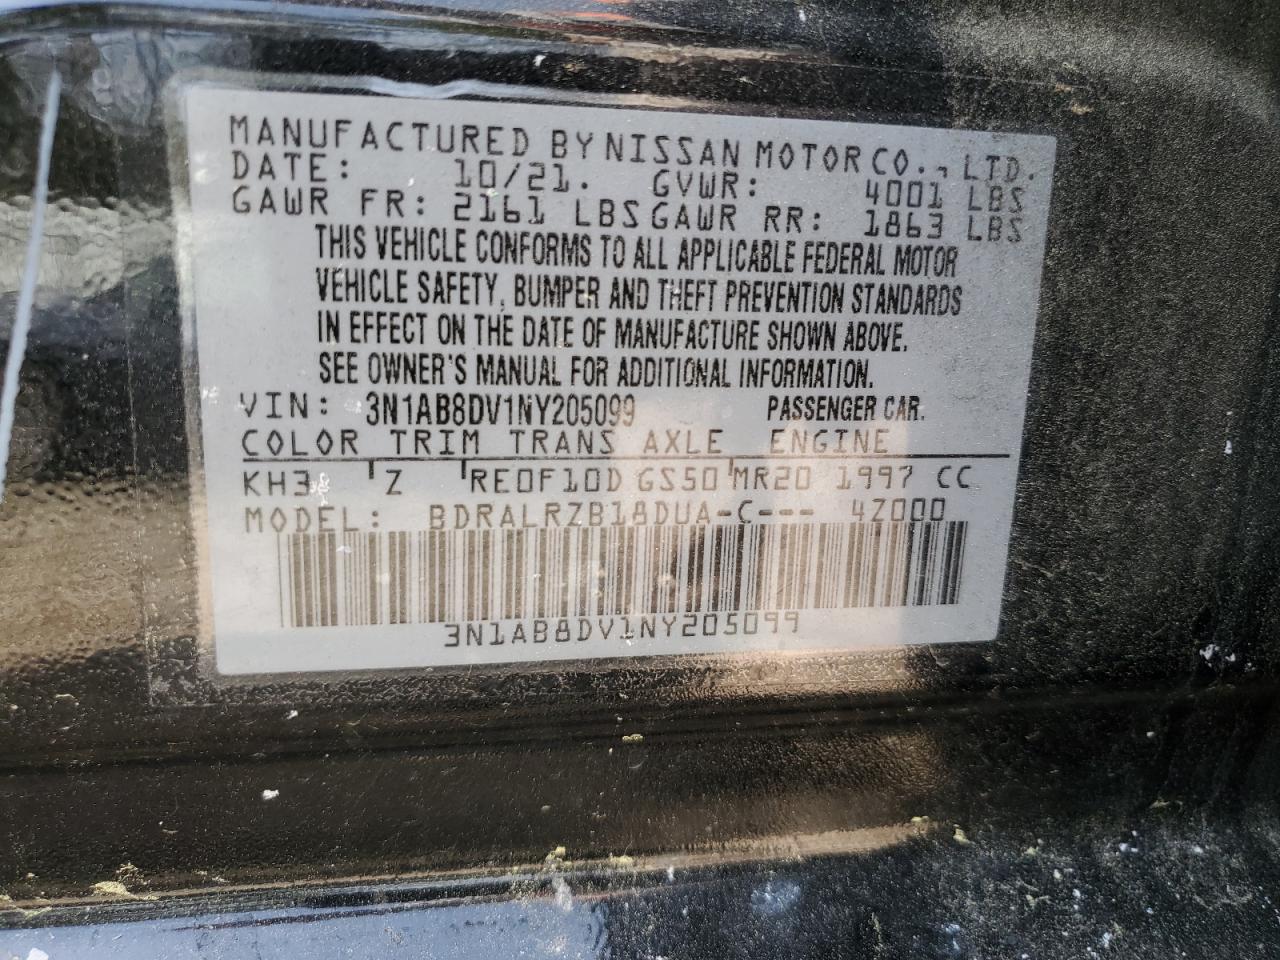 MANUFACTURED BY NISSAN MOTOR CO., LTD.
DATE: 10/21. GVWR: 4001 LBS
GAWR FR: 2161 LBS GAWR RR: 1863 LBS
THIS VEHICLE CONFORMS TO ALL APPLICABLE FEDERAL MOTOR
VEHICLE SAFETY, BUMPER AND THEFT PREVENTION STANDARDS
IN EFFECT ON THE DATE OF MANUFACTURE SHOWN ABOVE.
SEE OWNER'S MANUAL FOR ADDITIONAL INFORMATION.
VIN: 3N1AB8DV1NY205099 PASSENGER CAR.
COLOR TRIM TRANS AXLE ENGINE
KH3 Z RE0F10D GS50 MR20 1997 CC
MODEL: BDRALRZB18DUA-C--- 4Z000
3N1AB8DV1NY205099